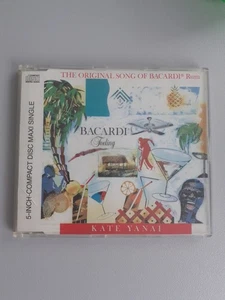 THE ORIGINAL SONG OF BACARDI® Rum
BACARDI
Feeling
KATE YANAI
5-INCH-COMPACT DISC MAXI SINGLE